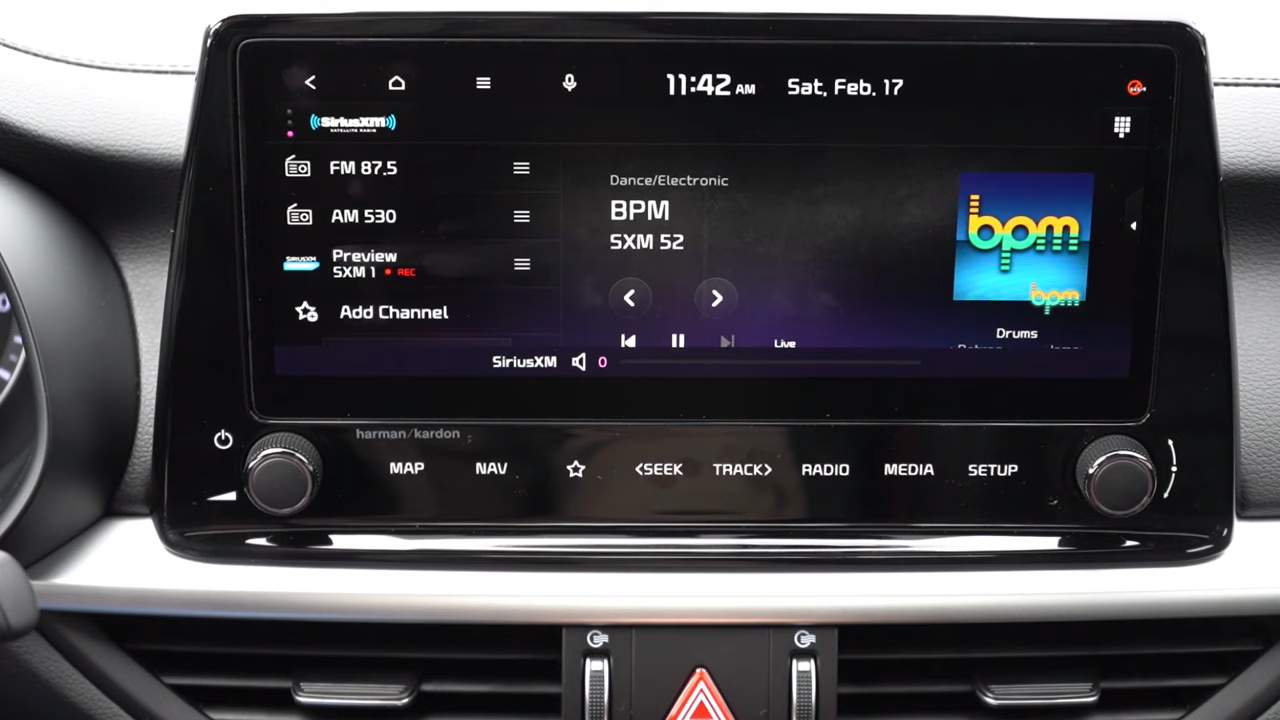 11:42 AM Sat, Feb. 17
SiriusXM
SATELLITE RADIO
FM 87.5
AM 530
SIRIUSXM
Preview
SXM 1 REC
Add Channel
Dance/Electronic
BPM
SXM 52
Live
bpm
bpm
Drums
SiriusXM 0
harman/kardon
MAP NAV <SEEK TRACK> RADIO MEDIA SETUP